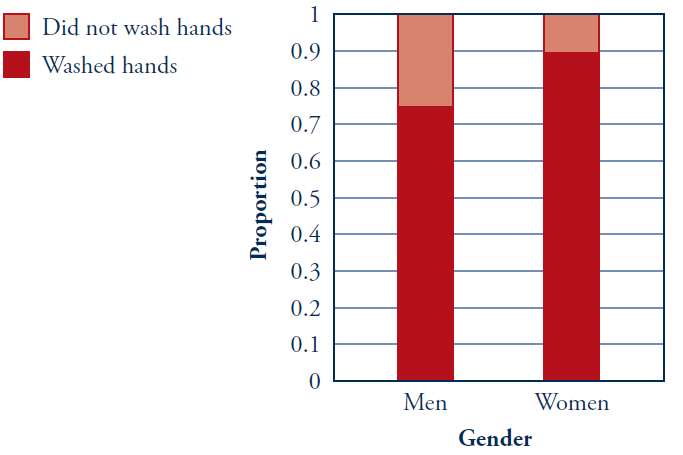 Did not wash hands
Washed hands
Proportion
1
0.9
0.8
0.7
0.6
0.5
0.4
0.3
0.2
0.1
0
Men Women
Gender